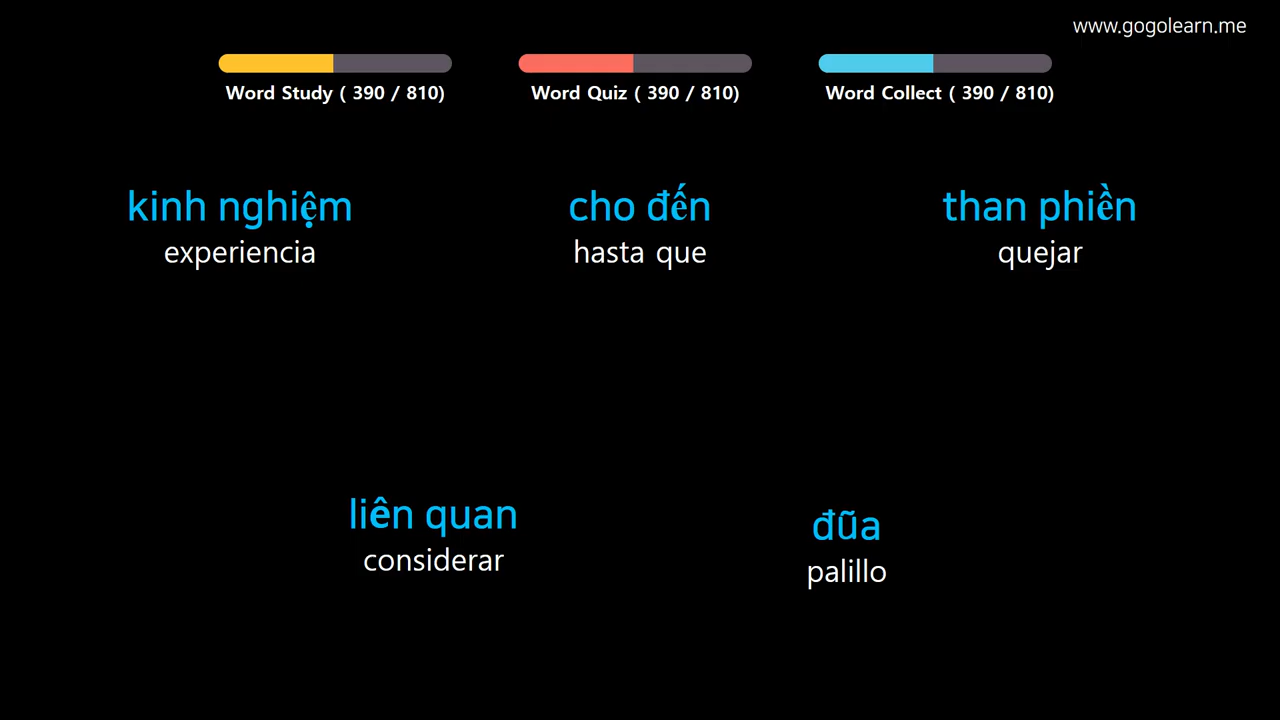 www.gogolearn.me
Word Study ( 390 / 810)
Word Quiz ( 390 / 810)
Word Collect ( 390 / 810)
kinh nghiệm
experiencia
cho đến
hasta que
than phiền
quejar
liên quan
considerar
đũa
palillo